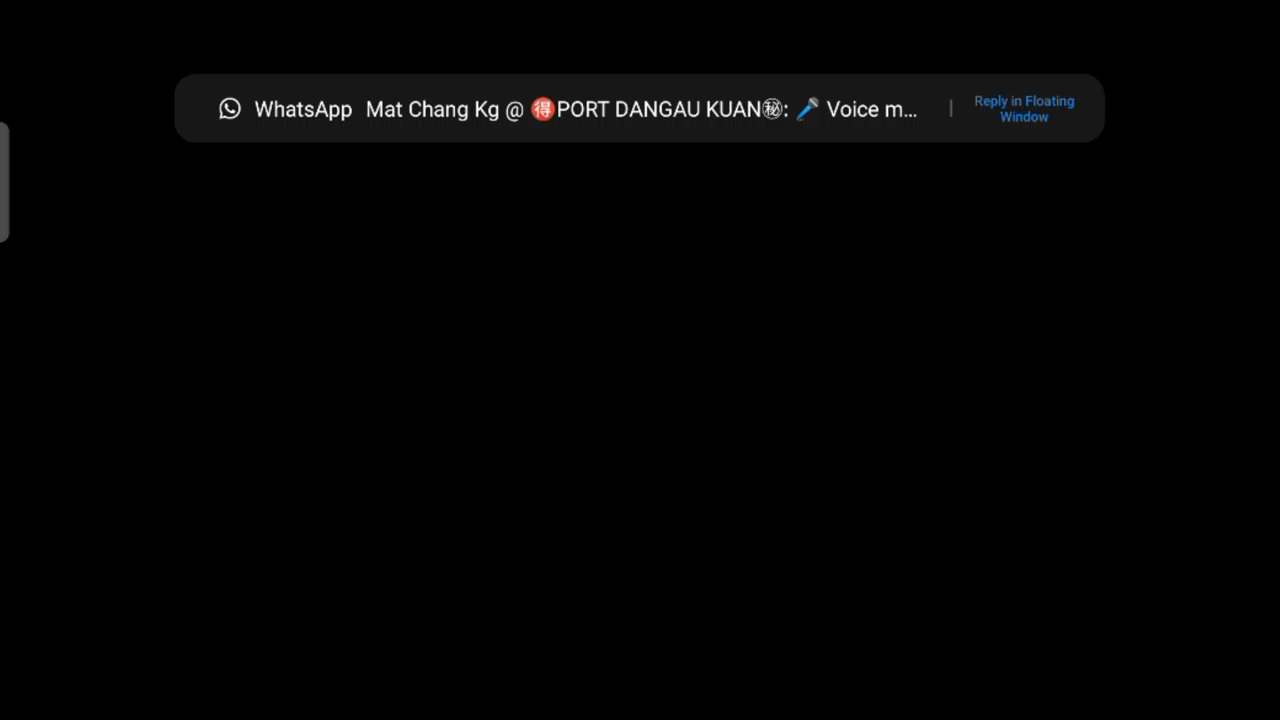 WhatsApp Mat Chang Kg @ 🉐PORT DANGAU KUAN㊙: 🎤 Voice m...
Reply in Floating
Window